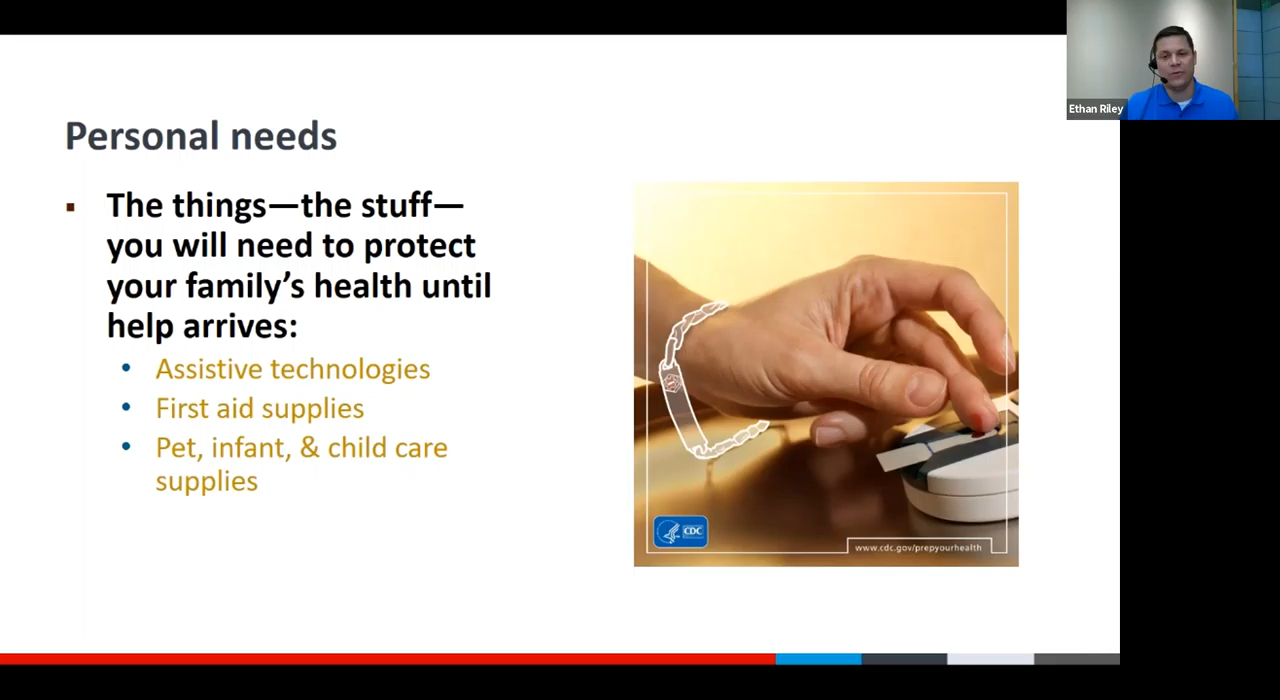 Ethan Riley
Personal needs
The things—the stuff—
you will need to protect
your family’s health until
help arrives:
Assistive technologies
First aid supplies
Pet, infant, & child care
supplies
CDC
www.cdc.gov/prepyourhealth